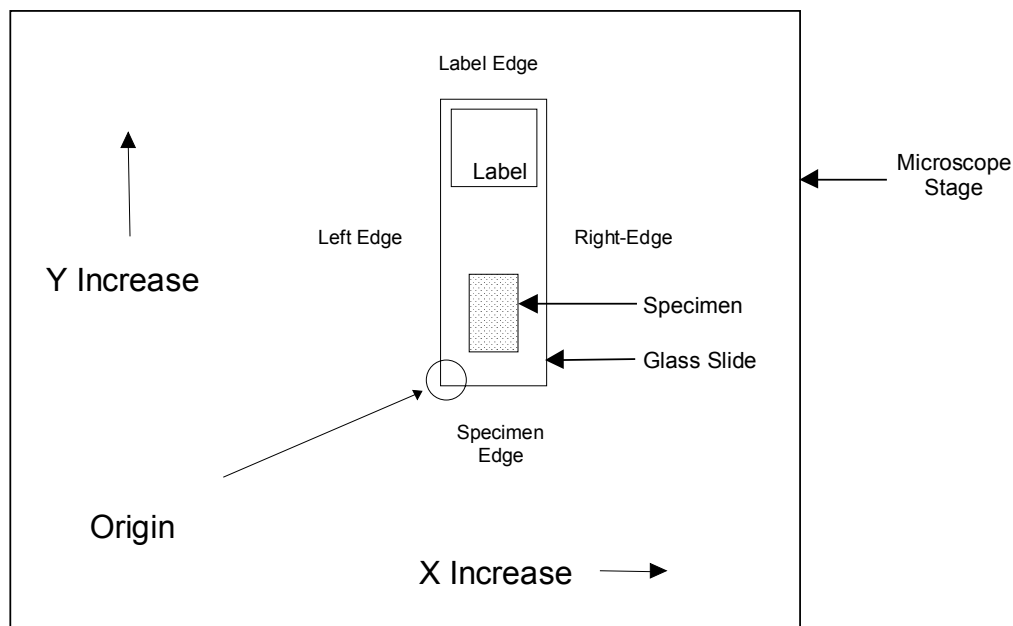 Label Edge
Label
Microscope
Stage
Left Edge
Right-Edge
Y Increase
Specimen
Glass Slide
Specimen
Edge
Origin
X Increase